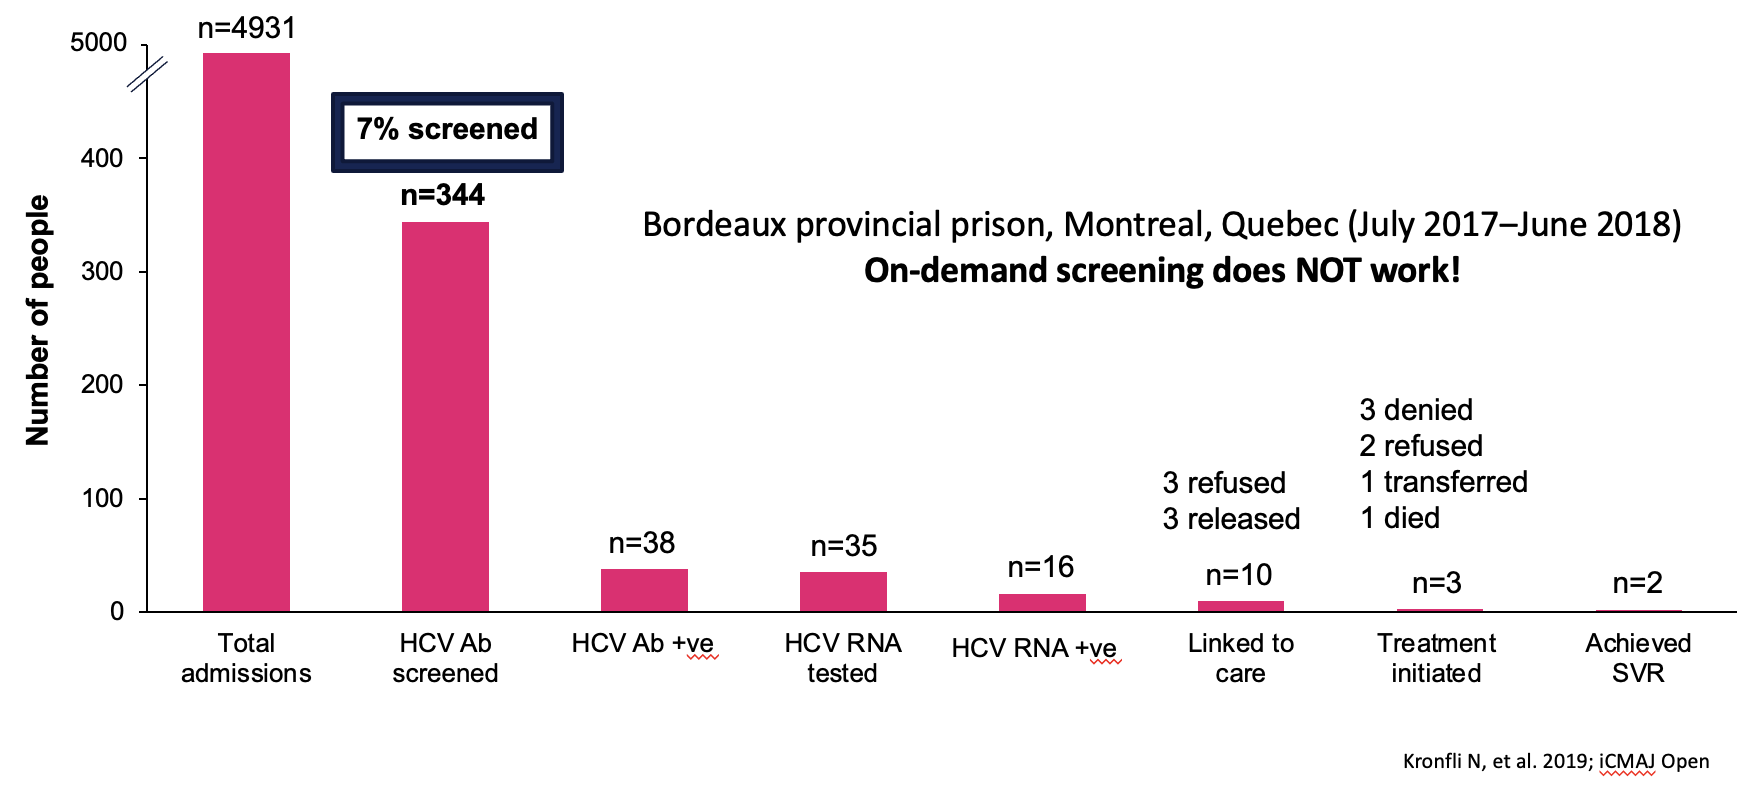 n=4931
5000
7% screened
400
n=344
Number of people
Bordeaux provincial prison, Montreal, Quebec (July 2017–June 2018)
On-demand screening does NOT work!
300
200
100
0
3 denied
2 refused
1 transferred
1 died
3 refused
3 released
n=38
n=35
n=16
n=10
n=3
n=2
Total
admissions
HCV Ab
screened
HCV Ab +ve
HCV RNA
tested
HCV RNA +ve
Linked to
care
Treatment
initiated
Achieved
SVR
Kronfli N, et al. 2019; iCMAJ Open